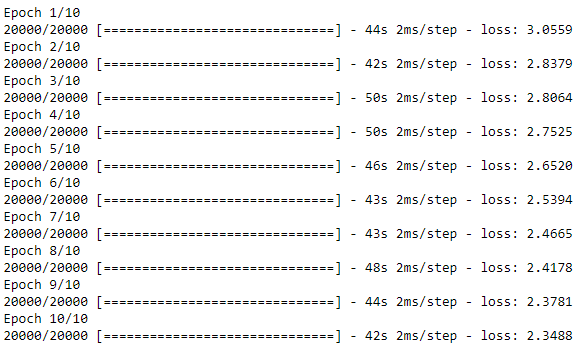 Epoch 1/10
20000/20000 [==============================] - 44s 2ms/step - loss: 3.0559
Epoch 2/10
20000/20000 [==============================] - 42s 2ms/step - loss: 2.8379
Epoch 3/10
20000/20000 [==============================] - 50s 2ms/step - loss: 2.8064
Epoch 4/10
20000/20000 [==============================] - 50s 2ms/step - loss: 2.7525
Epoch 5/10
20000/20000 [==============================] - 46s 2ms/step - loss: 2.6520
Epoch 6/10
20000/20000 [==============================] - 43s 2ms/step - loss: 2.5394
Epoch 7/10
20000/20000 [==============================] - 43s 2ms/step - loss: 2.4665
Epoch 8/10
20000/20000 [==============================] - 48s 2ms/step - loss: 2.4178
Epoch 9/10
20000/20000 [==============================] - 44s 2ms/step - loss: 2.3781
Epoch 10/10
20000/20000 [==============================] - 42s 2ms/step - loss: 2.3488